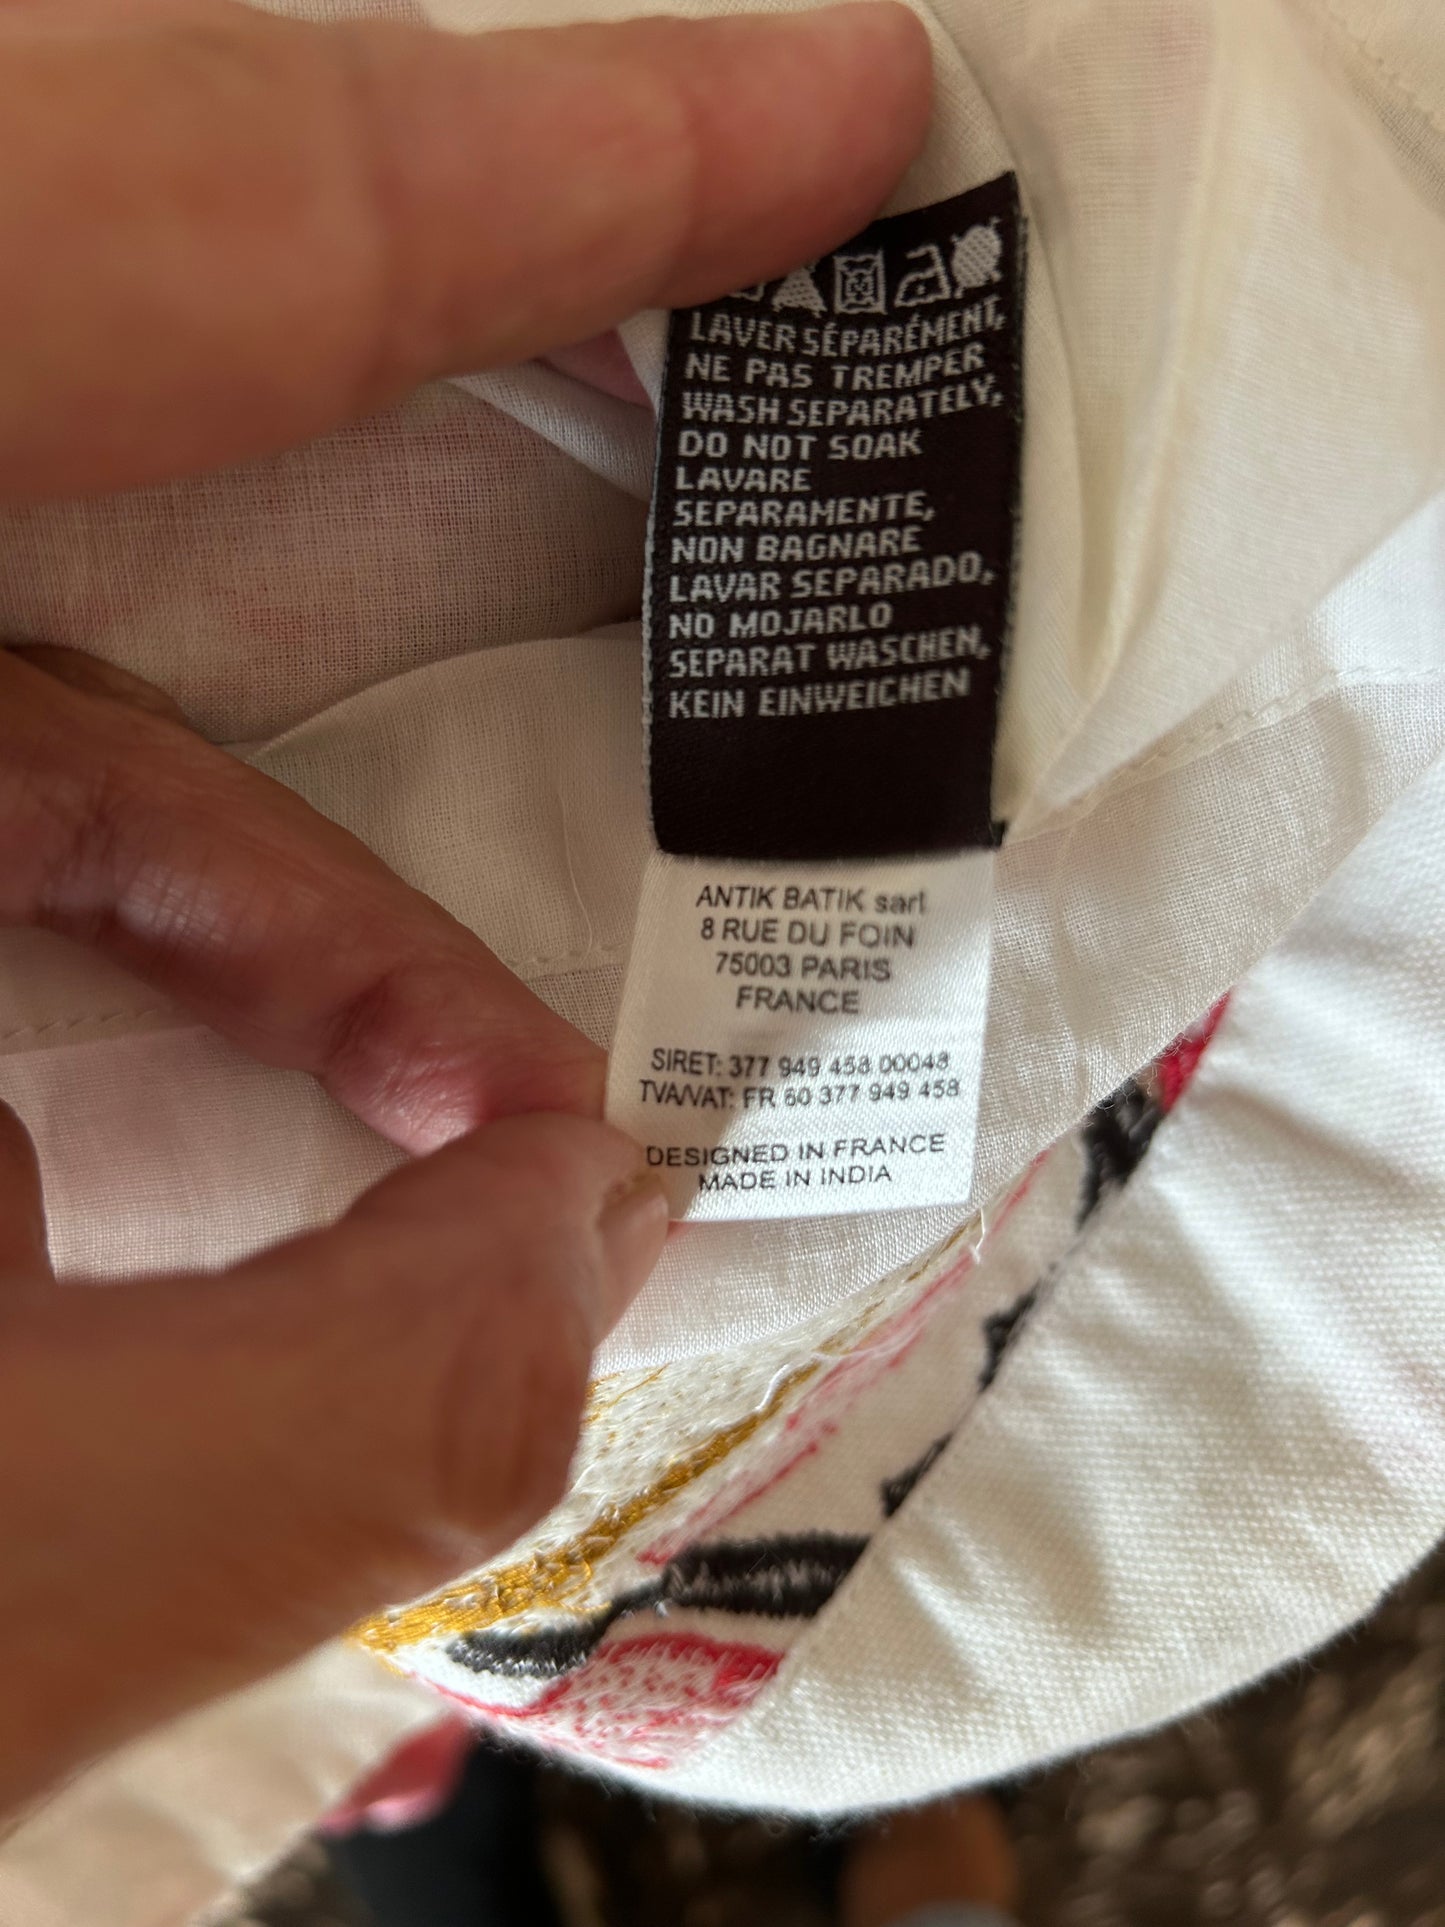 LAVER SÉPARÉMENT,
NE PAS TREMPER
WASH SEPARATELY,
DO NOT SOAK
LAVARE
SEPARAMENTE,
NON BAGNARE
LAVAR SEPARADO,
NO MOJARLO
SEPARAT WASCHEN,
KEIN EINWEICHEN
ANTIK BATIK sarl
8 RUE DU FOIN
75003 PARIS
FRANCE
SIRET: 377 949 458 00048
TVA/VAT: FR 60 377 949 458
DESIGNED IN FRANCE
MADE IN INDIA